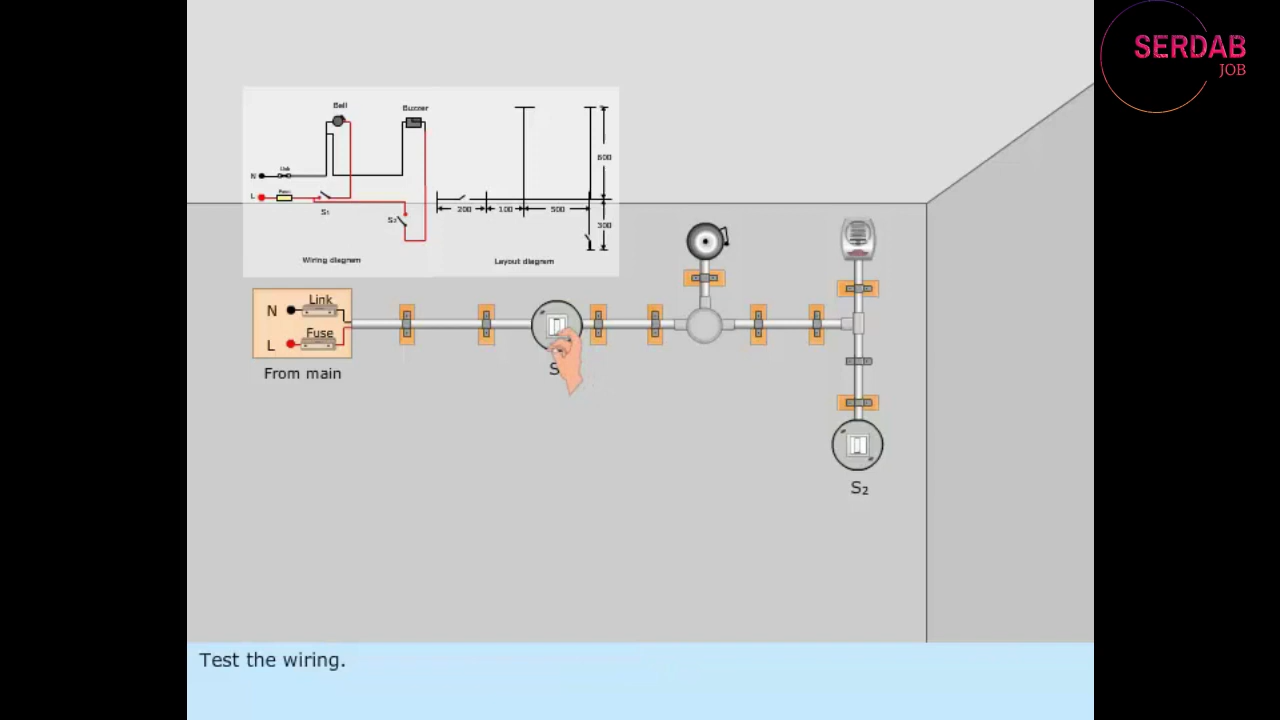 SERDAB
JOB
Bell
Buzzer
N
Link
L
Fuse
S₁
S₂
600
200
100
500
300
Wiring diagram
Layout diagram
N
Link
Fuse
L
From main
S
S₂
Test the wiring.